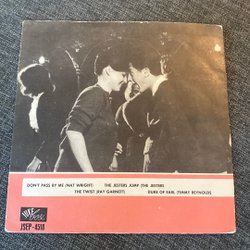 DON'T PASS BY ME (NAT WRIGHT) THE JESTERS JUMP (THE JESTERS
THE TWIST (RAY GARNETT) DUKE OF EARL (TIMMY REYNOLDS)
JSEP-4518